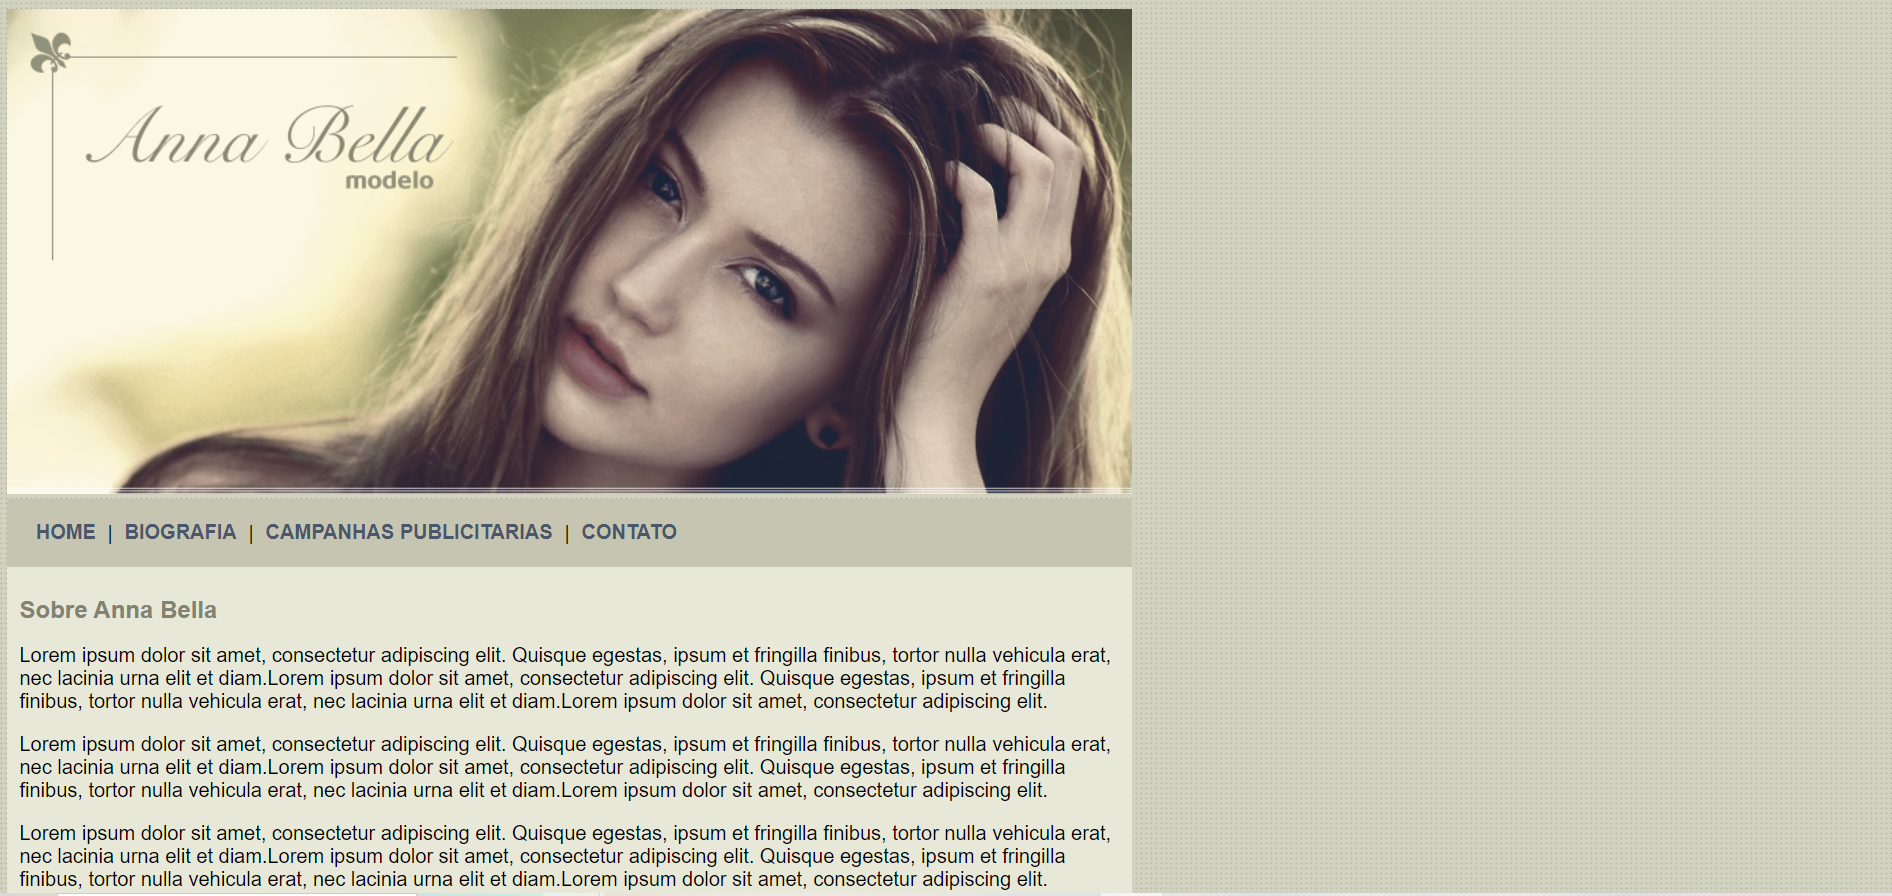 Anna Bella
modelo
HOME | BIOGRAFIA | CAMPANHAS PUBLICITARIAS | CONTATO
Sobre Anna Bella
Lorem ipsum dolor sit amet, consectetur adipiscing elit. Quisque egestas, ipsum et fringilla finibus, tortor nulla vehicula erat,
nec lacinia urna elit et diam.Lorem ipsum dolor sit amet, consectetur adipiscing elit. Quisque egestas, ipsum et fringilla
finibus, tortor nulla vehicula erat, nec lacinia urna elit et diam.Lorem ipsum dolor sit amet, consectetur adipiscing elit.
Lorem ipsum dolor sit amet, consectetur adipiscing elit. Quisque egestas, ipsum et fringilla finibus, tortor nulla vehicula erat,
nec lacinia urna elit et diam.Lorem ipsum dolor sit amet, consectetur adipiscing elit. Quisque egestas, ipsum et fringilla
finibus, tortor nulla vehicula erat, nec lacinia urna elit et diam.Lorem ipsum dolor sit amet, consectetur adipiscing elit.
Lorem ipsum dolor sit amet, consectetur adipiscing elit. Quisque egestas, ipsum et fringilla finibus, tortor nulla vehicula erat,
nec lacinia urna elit et diam.Lorem ipsum dolor sit amet, consectetur adipiscing elit. Quisque egestas, ipsum et fringilla
finibus, tortor nulla vehicula erat, nec lacinia urna elit et diam.Lorem ipsum dolor sit amet, consectetur adipiscing elit.